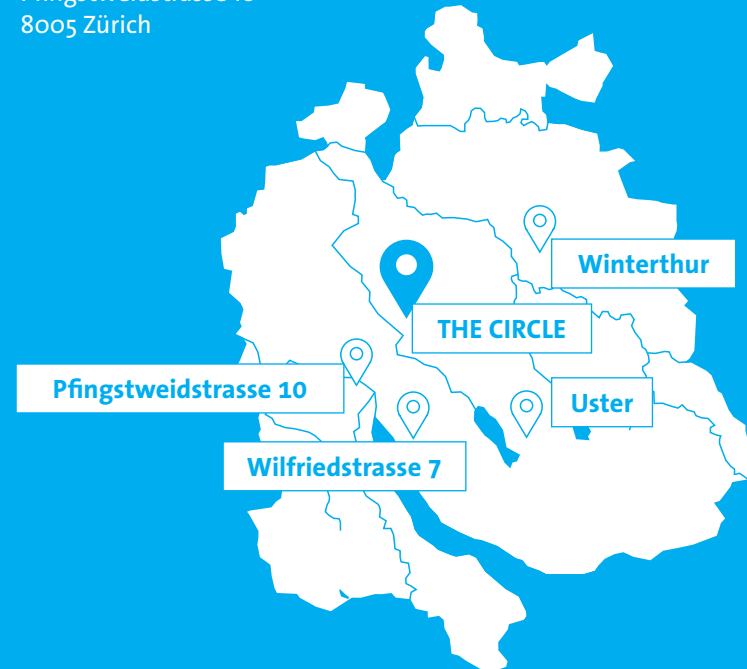 8005 Zürich
Winterthur
THE CIRCLE
Pfingstweidstrasse 10
Uster
Wilfriedstrasse 7